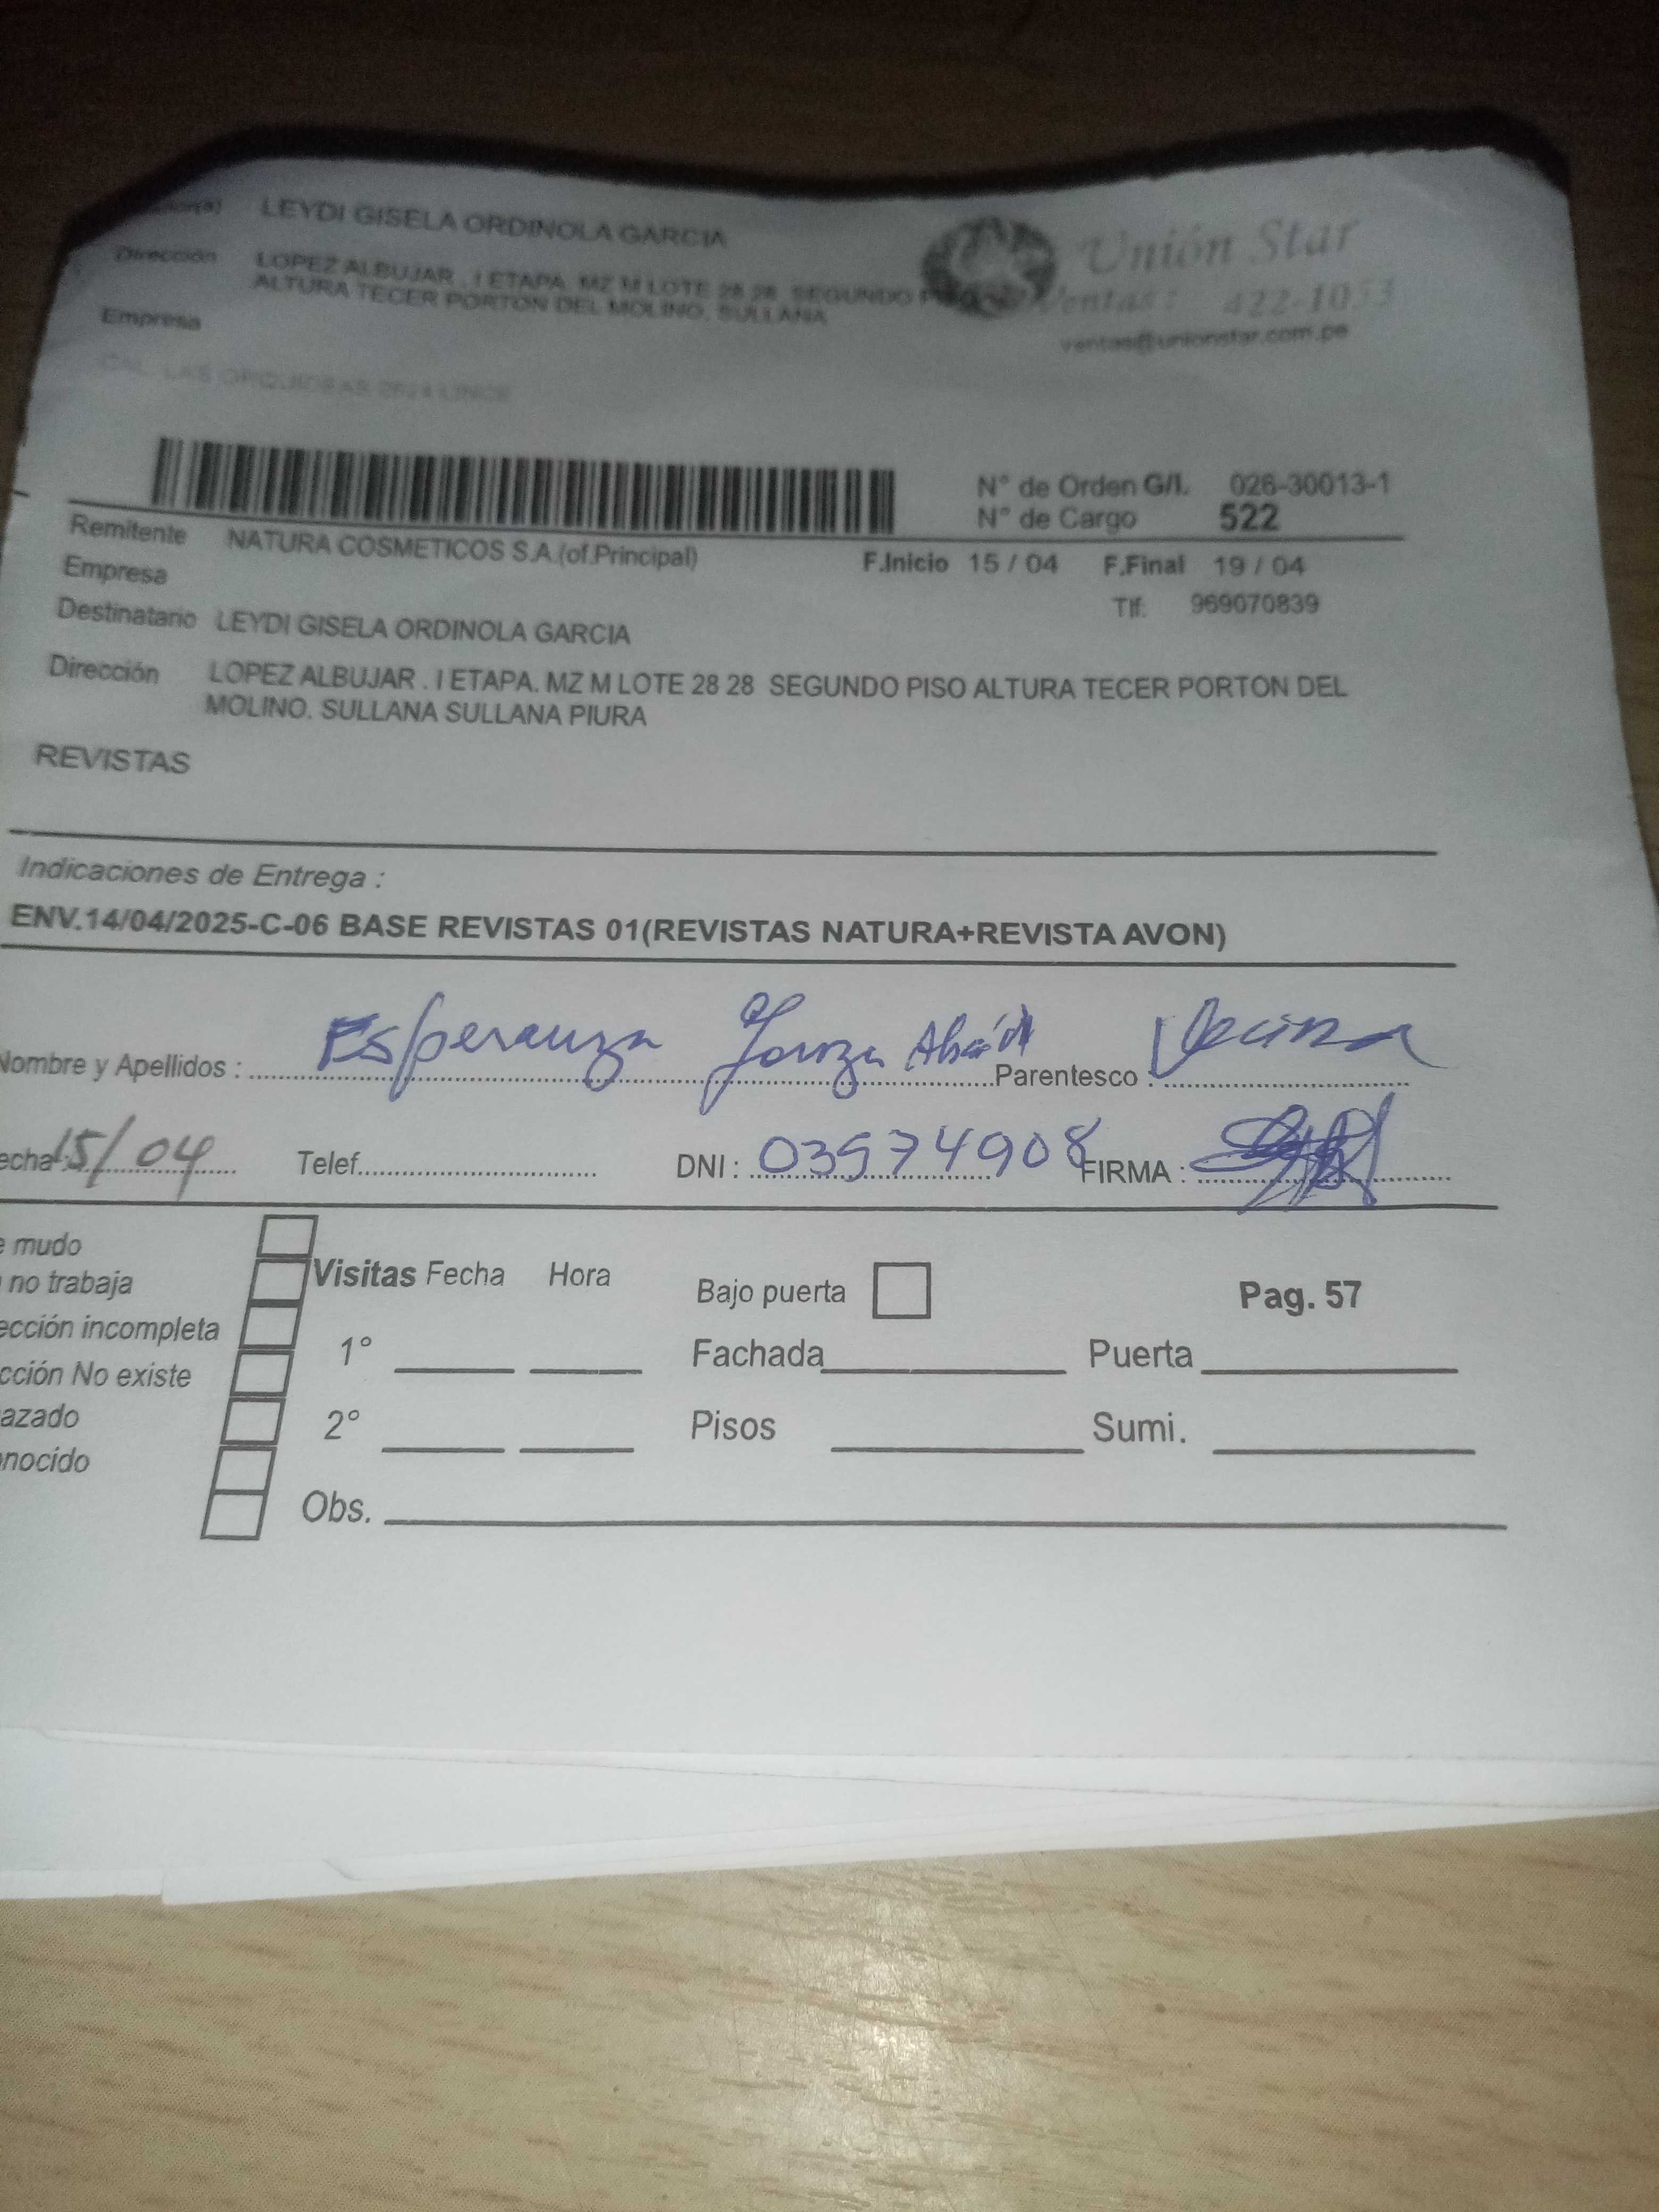 LEYDI GISELA ORDINOLA GARCIA
Dirección LOPEZ ALBUJAR . I ETAPA. MZ M LOTE 28 28 SEGUNDO
ALTURA TECER PORTON DEL MOLINO. SULLANA
Empresa
Unión Star
Ventas: 422-1053
ventas@unionstar.com.pe
N° de Orden G/I. 026-30013-1
N° de Cargo 522
Remitente NATURA COSMETICOS S.A.(of.Principal)
F.Inicio 15 / 04 F.Final 19 / 04
Empresa
Tlf: 969070839
Destinatario LEYDI GISELA ORDINOLA GARCIA
Dirección LOPEZ ALBUJAR . I ETAPA. MZ M LOTE 28 28 SEGUNDO PISO ALTURA TECER PORTON DEL
MOLINO. SULLANA SULLANA PIURA
REVISTAS
Indicaciones de Entrega :
ENV.14/04/2025-C-06 BASE REVISTAS 01(REVISTAS NATURA+REVISTA AVON)
Nombre y Apellidos : Esperanza Abád Parentesco : Vecina
echa 15/04 Telef. DNI : 03574908 FIRMA :
e mudo
no trabaja
ección incompleta
cción No existe
azado
nocido
Visitas Fecha Hora
1°
2°
Obs.
Bajo puerta
Pag. 57
Fachada Puerta
Pisos Sumi.